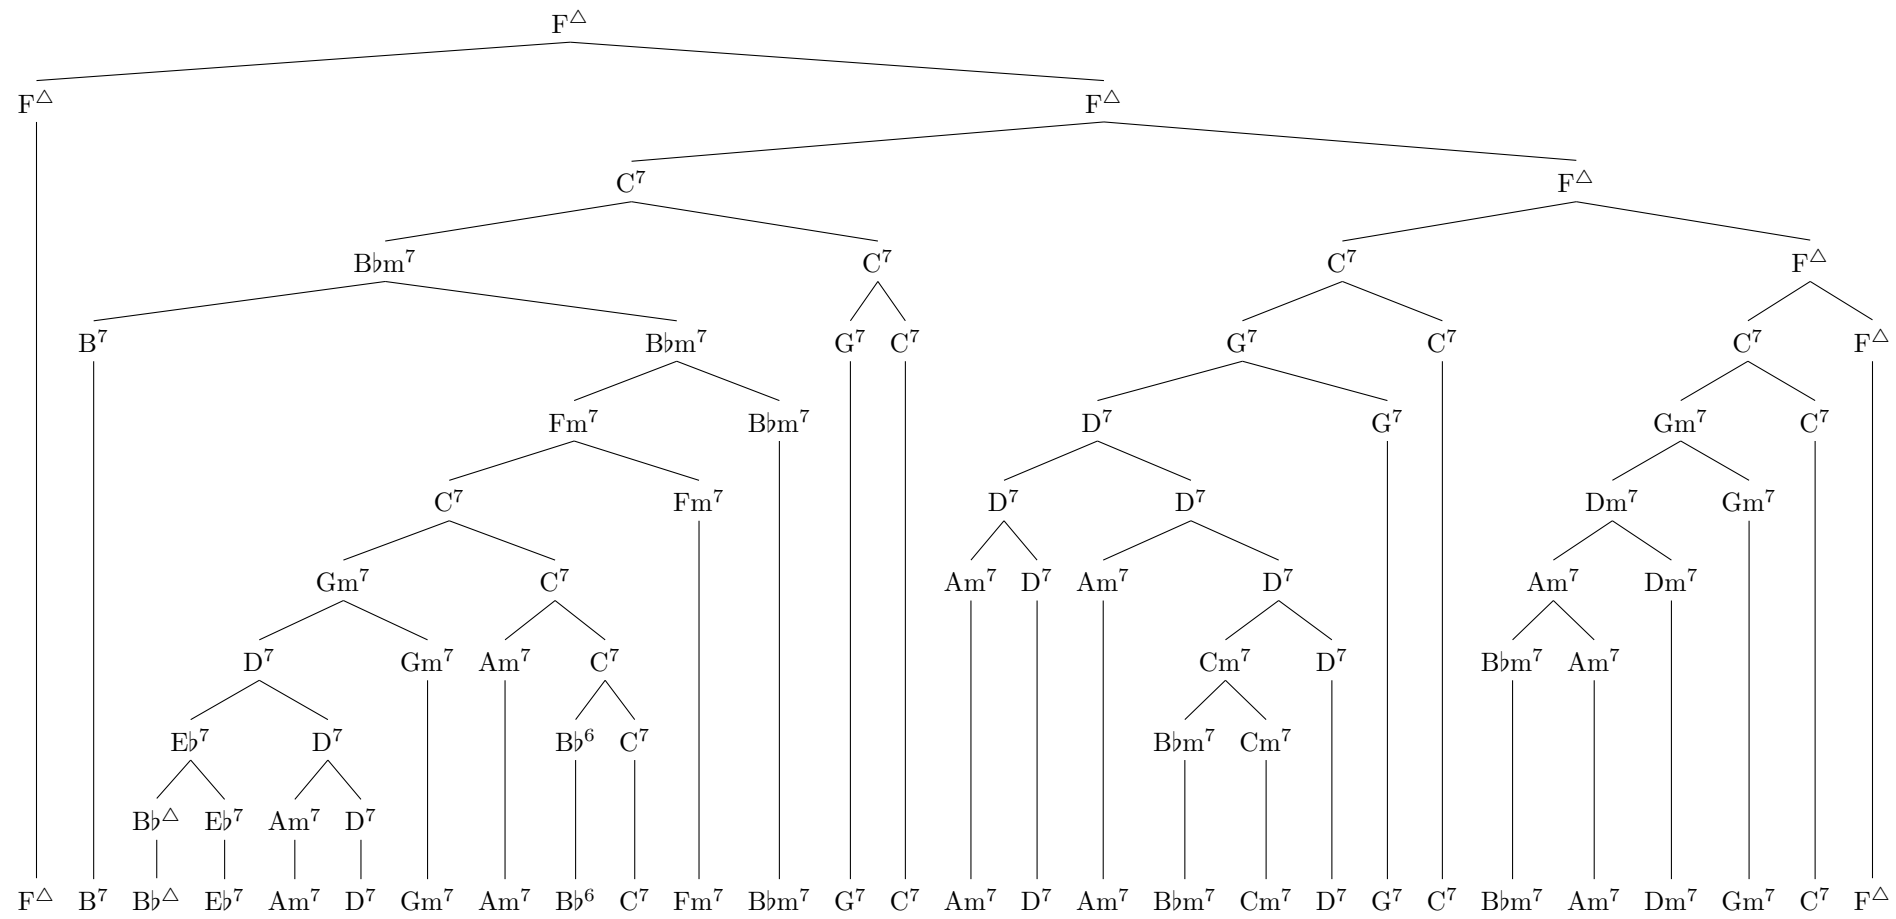 F△
F△ F△
C⁷ F△
B♭m⁷ C⁷ C⁷ F△
B⁷ B♭m⁷ G⁷ C⁷ G⁷ C⁷ C⁷ F△
Fm⁷ B♭m⁷ D⁷ G⁷ Gm⁷ C⁷
C⁷ Fm⁷ D⁷ D⁷ Dm⁷ Gm⁷
Gm⁷ C⁷ Am⁷ D⁷ Am⁷ D⁷ Am⁷ Dm⁷
D⁷ Gm⁷ Am⁷ C⁷ Cm⁷ D⁷ B♭m⁷ Am⁷
E♭⁷ D⁷ B♭⁶ C⁷ B♭m⁷ Cm⁷
B♭△ E♭⁷ Am⁷ D⁷
F△ B⁷ B♭△ E♭⁷ Am⁷ D⁷ Gm⁷ Am⁷ B♭⁶ C⁷ Fm⁷ B♭m⁷ G⁷ C⁷ Am⁷ D⁷ Am⁷ B♭m⁷ Cm⁷ D⁷ G⁷ C⁷ B♭m⁷ Am⁷ Dm⁷ Gm⁷ C⁷ F△